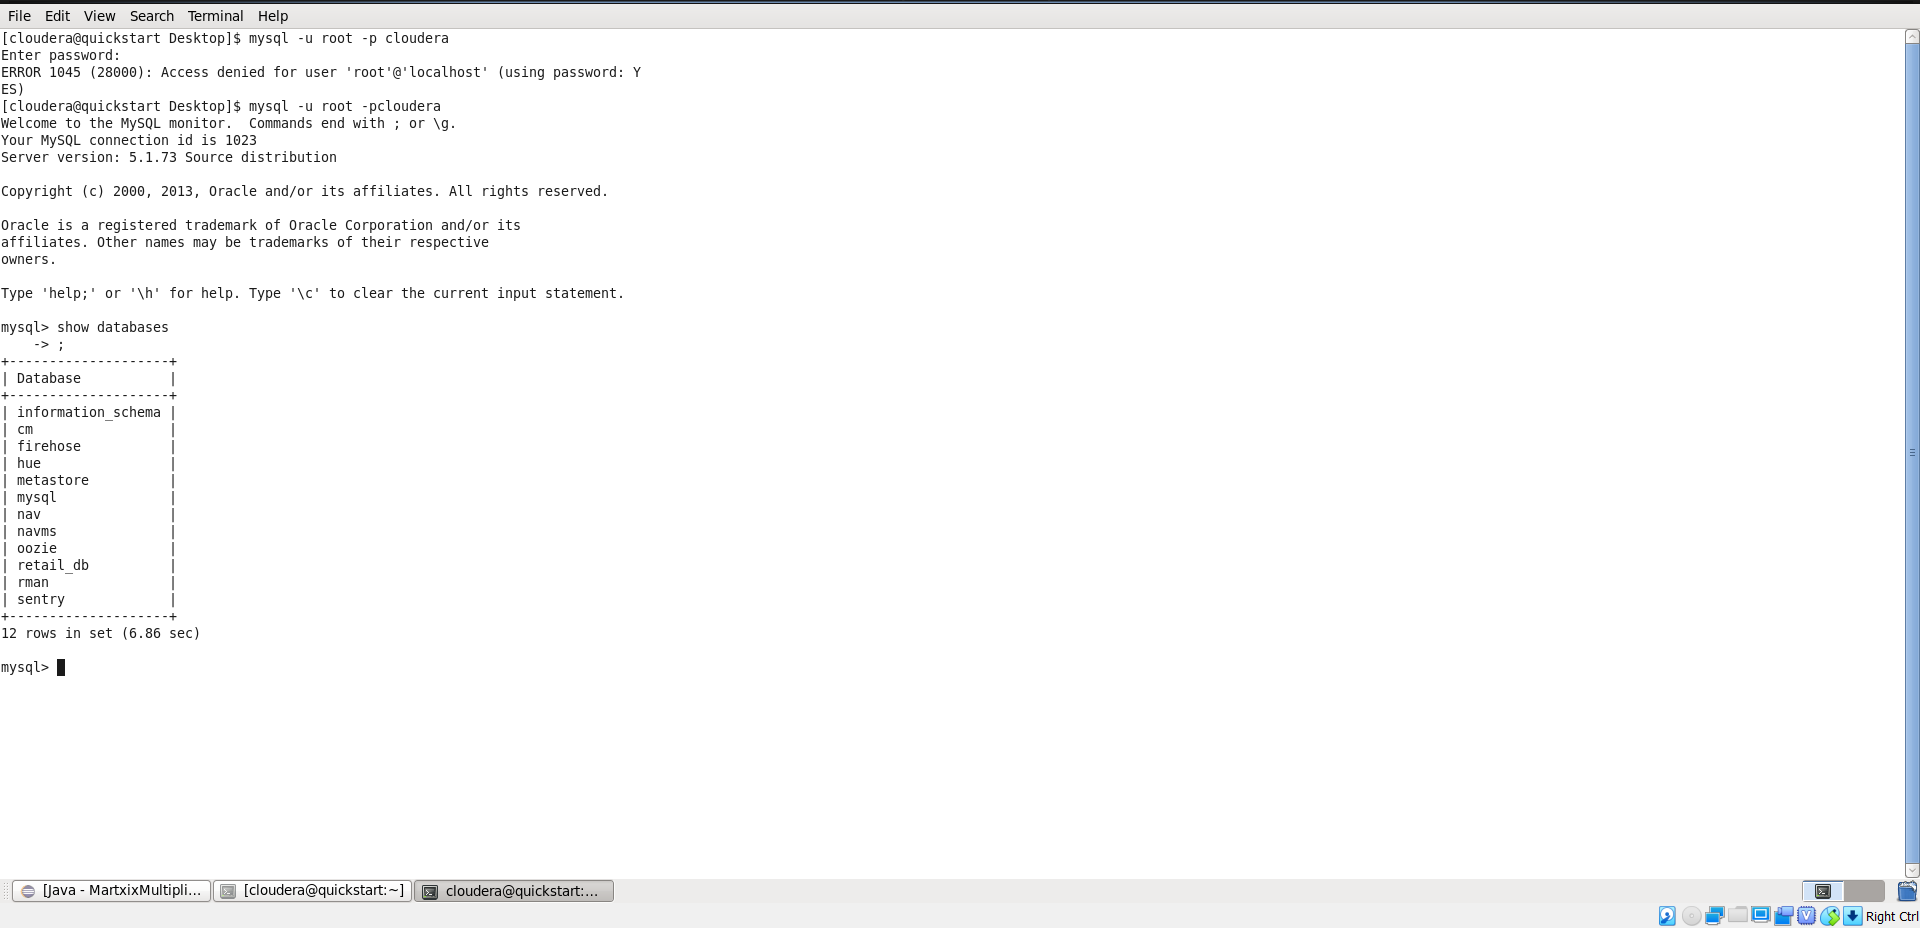 File Edit View Search Terminal Help
[cloudera@quickstart Desktop]$ mysql -u root -p cloudera
Enter password:
ERROR 1045 (28000): Access denied for user 'root'@'localhost' (using password: Y
ES)
[cloudera@quickstart Desktop]$ mysql -u root -pcloudera
Welcome to the MySQL monitor.  Commands end with ; or \g.
Your MySQL connection id is 1023
Server version: 5.1.73 Source distribution

Copyright (c) 2000, 2013, Oracle and/or its affiliates. All rights reserved.

Oracle is a registered trademark of Oracle Corporation and/or its
affiliates. Other names may be trademarks of their respective
owners.

Type 'help;' or '\h' for help. Type '\c' to clear the current input statement.

mysql> show databases
    -> ;
+--------------------+
| Database           |
+--------------------+
| information_schema |
| cm                 |
| firehose           |
| hue                |
| metastore          |
| mysql              |
| nav                |
| navms              |
| oozie              |
| retail_db          |
| rman               |
| sentry             |
+--------------------+
12 rows in set (6.86 sec)

mysql>
[Java - MartxixMultipli... [cloudera@quickstart:~] cloudera@quickstart:...
Right Ctrl